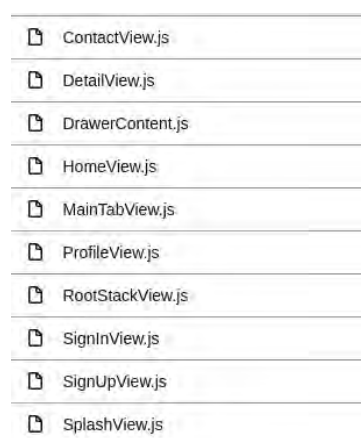 ContactView.js
DetailView.js
DrawerContent.js
HomeView.js
MainTabView.js
ProfileView.js
RootStackView.js
SignInView.js
SignUpView.js
SplashView.js